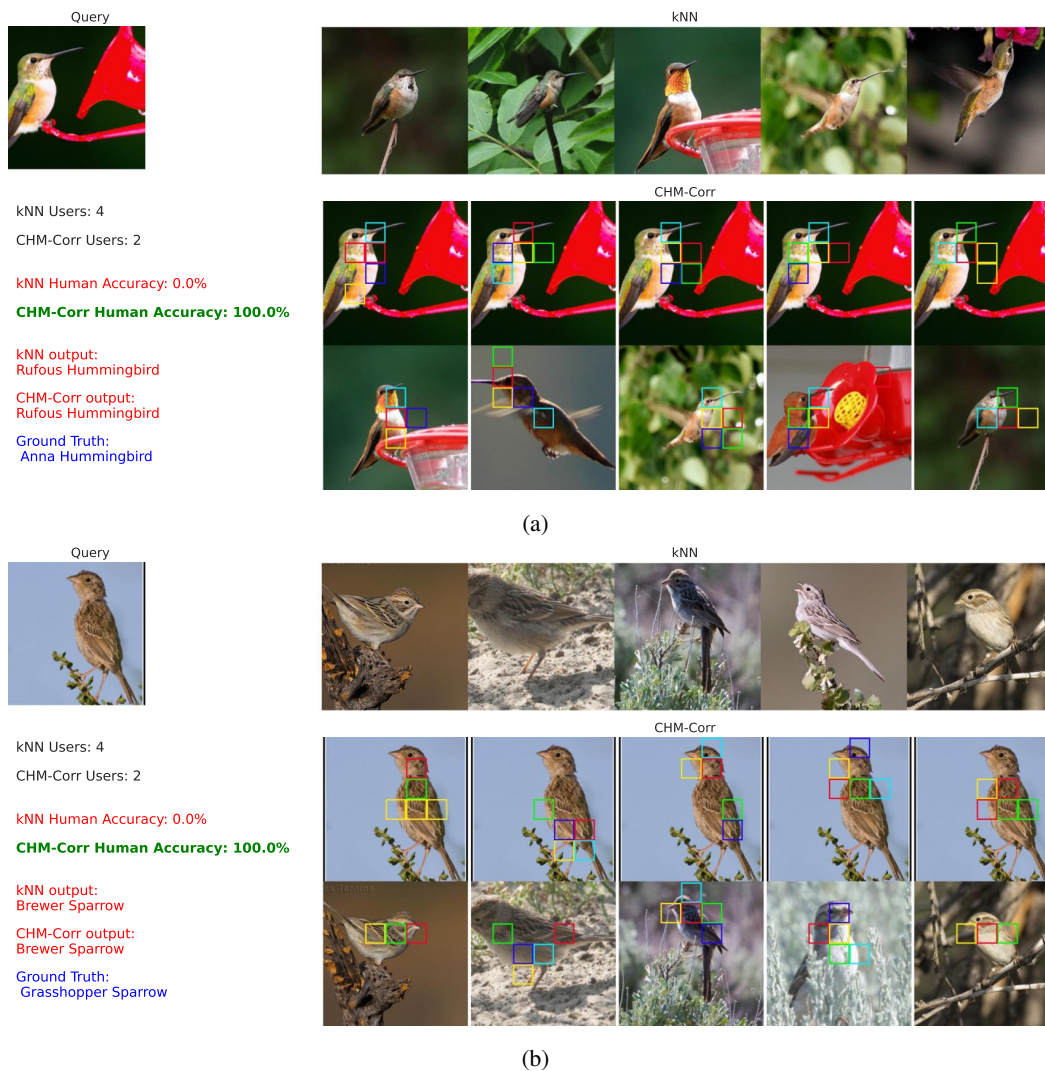 Query
kNN
kNN Users: 4
CHM-Corr Users: 2
kNN Human Accuracy: 0.0%
CHM-Corr Human Accuracy: 100.0%
kNN output:
Rufous Hummingbird
CHM-Corr output:
Rufous Hummingbird
Ground Truth:
Anna Hummingbird
CHM-Corr
(a)
Query
kNN
kNN Users: 4
CHM-Corr Users: 2
kNN Human Accuracy: 0.0%
CHM-Corr Human Accuracy: 100.0%
kNN output:
Brewer Sparrow
CHM-Corr output:
Brewer Sparrow
Ground Truth:
Grasshopper Sparrow
CHM-Corr
(b)